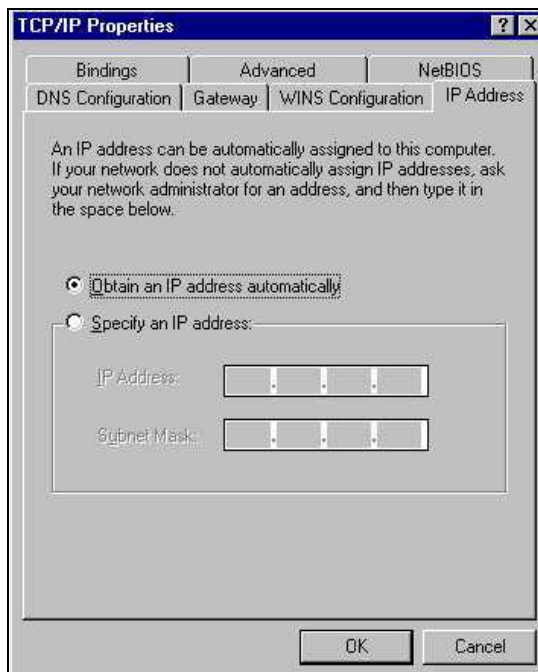 TCP/IP Properties
Bindings Advanced NetBIOS
DNS Configuration Gateway WINS Configuration IP Address
An IP address can be automatically assigned to this computer.
If your network does not automatically assign IP addresses, ask
your network administrator for an address, and then type it in
the space below.
Obtain an IP address automatically
Specify an IP address:
IP Address:
Subnet Mask:
OK Cancel